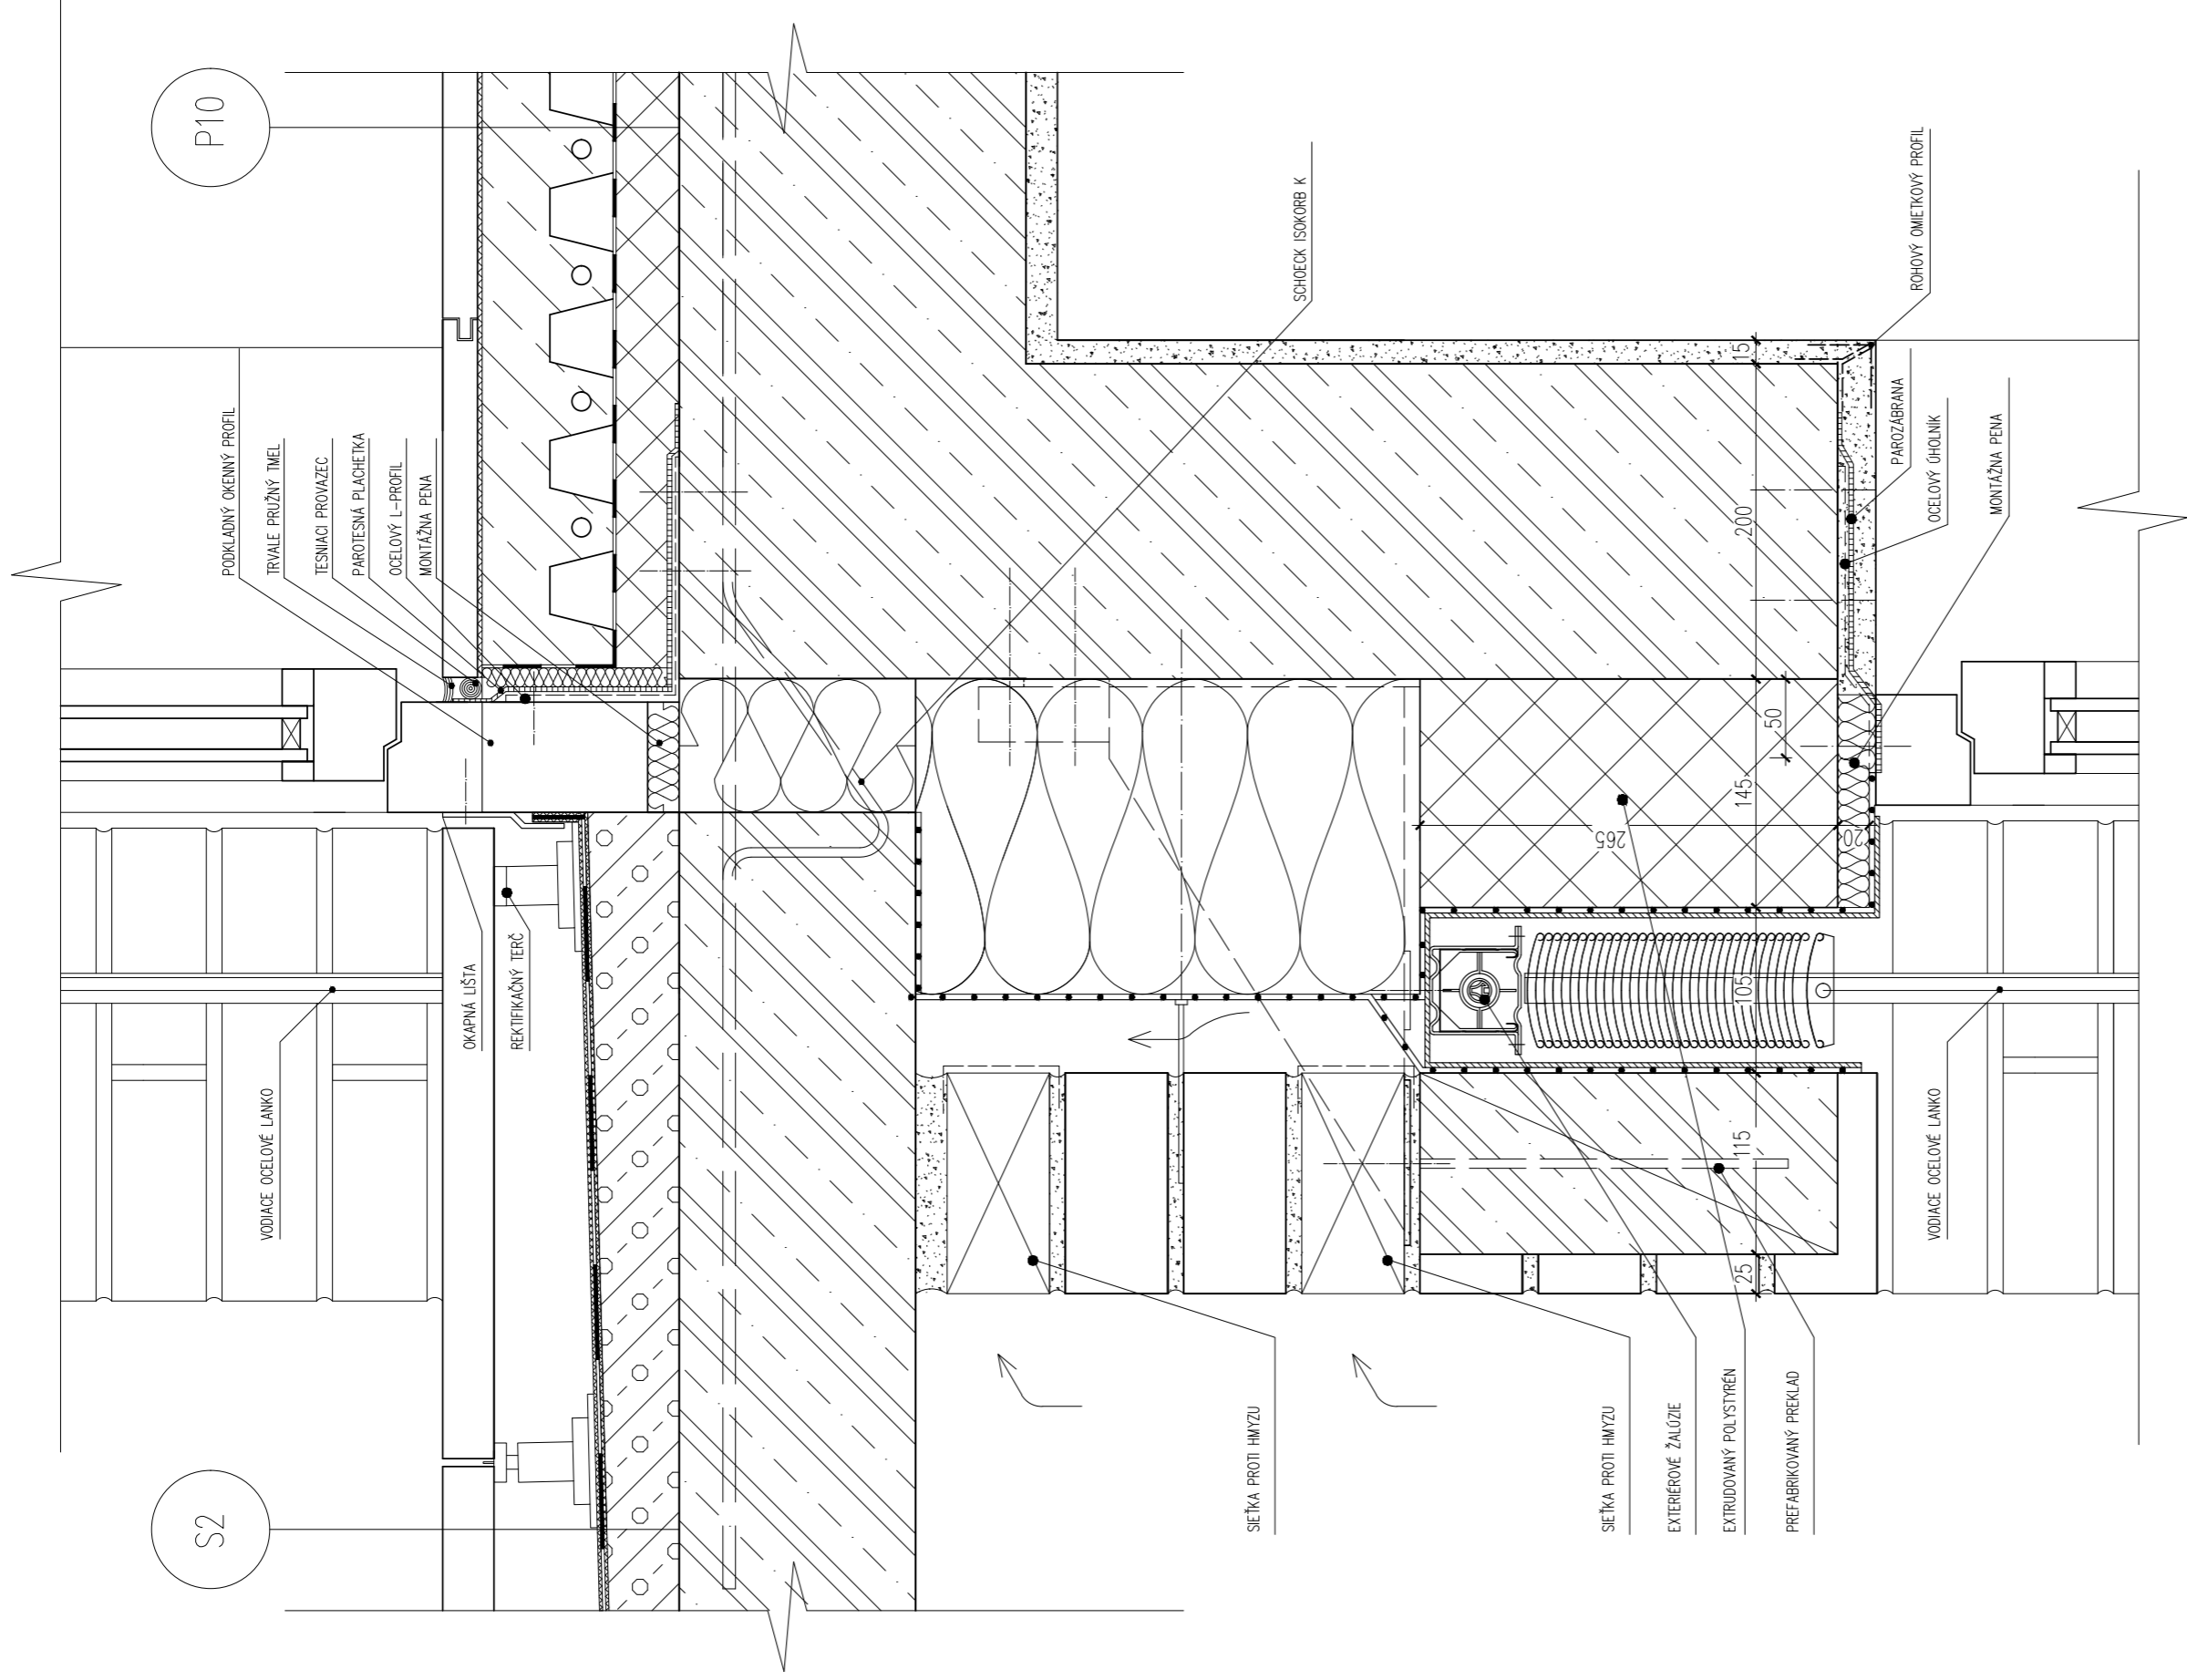 P10
S2
PODKLADNÝ OKENNÝ PROFIL
TRVALE PRUŽNÝ TMEL
TESNIACI PROVAZEC
PAROTESNÁ PLACHETKA
OCELOVÝ L-PROFIL
MONTÁŽNA PENA
VODIACE OCELOVÉ LANKO
OKAPNÁ LIŠTA
REKTIFIKAČNÝ TERČ
SCHOECK ISOKORB K
SIEŤKA PROTI HMYZU
SIEŤKA PROTI HMYZU
EXTERIÉROVÉ ŽALÚZIE
EXTRUDOVANÝ POLYSTYRÉN
PREFABRIKOVANÝ PREKLAD
ROHOVÝ OMIETKOVÝ PROFIL
PAROZÁBRANA
OCELOVÝ ÚHOLNÍK
MONTÁŽNA PENA
VODIACE OCELOVÉ LANKO
25
115
105
145
200
15
50
265
20